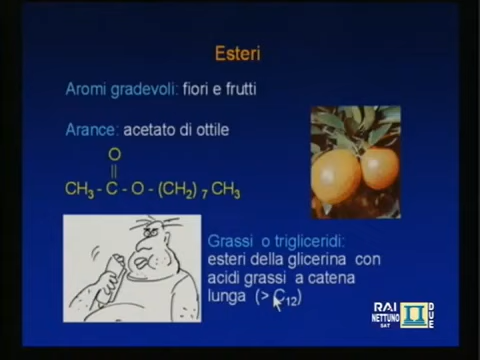 Esteri
Aromi gradevoli: fiori e frutti
Arance: acetato di ottile
O
||
CH3 - C - O - (CH2)7 CH3
Grassi o trigliceridi:
esteri della glicerina con
acidi grassi a catena
lunga (> C12)
RAI
NETTUNO
SAT
DUE